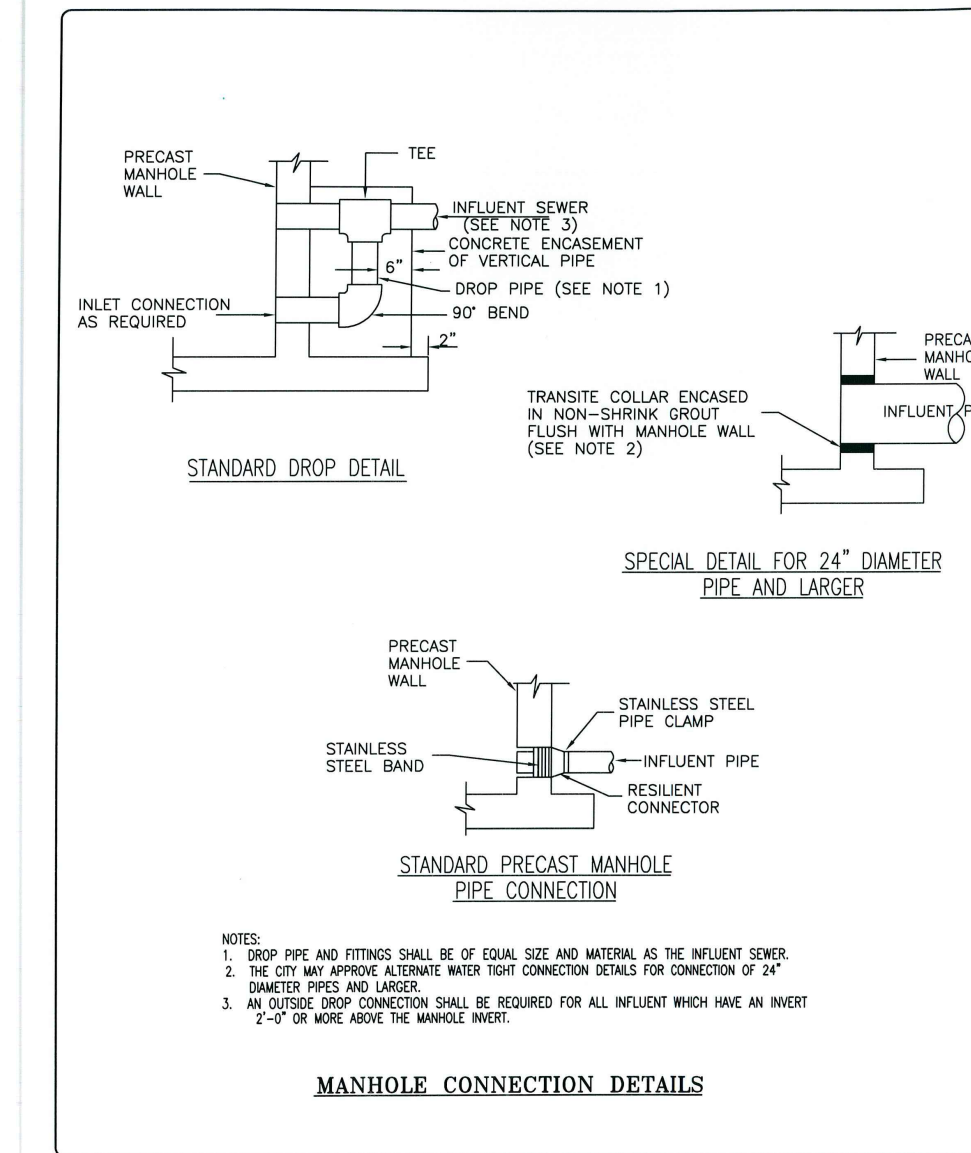 PRECAST
MANHOLE
WALL
TEE
INFLUENT SEWER
(SEE NOTE 3)
CONCRETE ENCASEMENT
OF VERTICAL PIPE
6"
DROP PIPE (SEE NOTE 1)
90° BEND
INLET CONNECTION
AS REQUIRED
2"
STANDARD DROP DETAIL
MANHO
WALL
INFLUENT P
TRANSITE COLLAR ENCASED
IN NON-SHRINK GROUT
FLUSH WITH MANHOLE WALL
(SEE NOTE 2)
PRECA
SPECIAL DETAIL FOR 24" DIAMETER
PIPE AND LARGER
PRECAST
MANHOLE
WALL
STAINLESS STEEL
PIPE CLAMP
STAINLESS
STEEL BAND
INFLUENT PIPE
RESILIENT
CONNECTOR
STANDARD PRECAST MANHOLE
PIPE CONNECTION
NOTES:
1. DROP PIPE AND FITTINGS SHALL BE OF EQUAL SIZE AND MATERIAL AS THE INFLUENT SEWER.
2. THE CITY MAY APPROVE ALTERNATE WATER TIGHT CONNECTION DETAILS FOR CONNECTION OF 24"
DIAMETER PIPES AND LARGER.
3. AN OUTSIDE DROP CONNECTION SHALL BE REQUIRED FOR ALL INFLUENT WHICH HAVE AN INVERT
2'-0" OR MORE ABOVE THE MANHOLE INVERT.
MANHOLE CONNECTION DETAILS